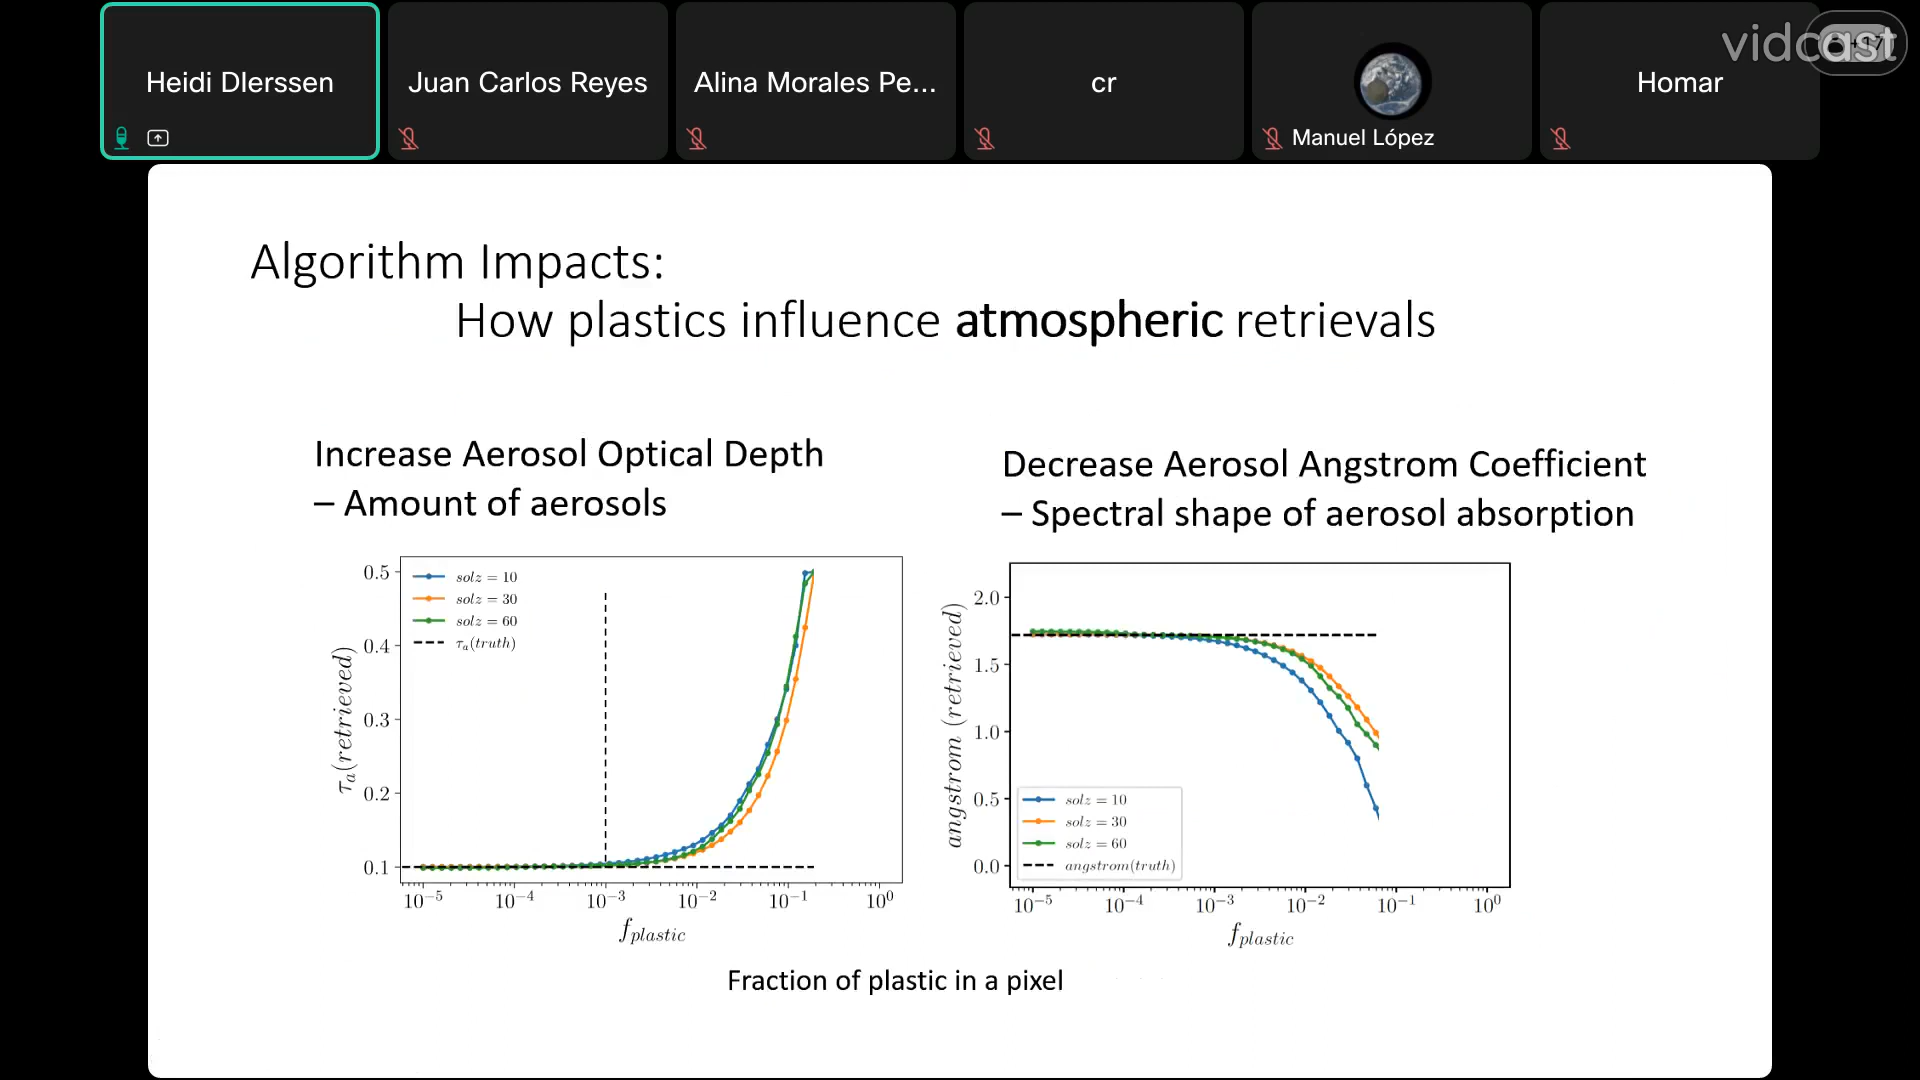 Heidi DIerssen
Juan Carlos Reyes
Alina Morales Pe...
cr
Manuel López
Homar
vidcast
Algorithm Impacts:
How plastics influence atmospheric retrievals
Increase Aerosol Optical Depth
– Amount of aerosols
Decrease Aerosol Angstrom Coefficient
– Spectral shape of aerosol absorption
τa(retrieved)
0.5
0.4
0.3
0.2
0.1
solz = 10
solz = 30
solz = 60
τa(truth)
10−5 10−4 10−3 10−2 10−1 100
fplastic
angstrom (retrieved)
2.0
1.5
1.0
0.5
0.0
solz = 10
solz = 30
solz = 60
angstrom(truth)
10−5 10−4 10−3 10−2 10−1 100
fplastic
Fraction of plastic in a pixel